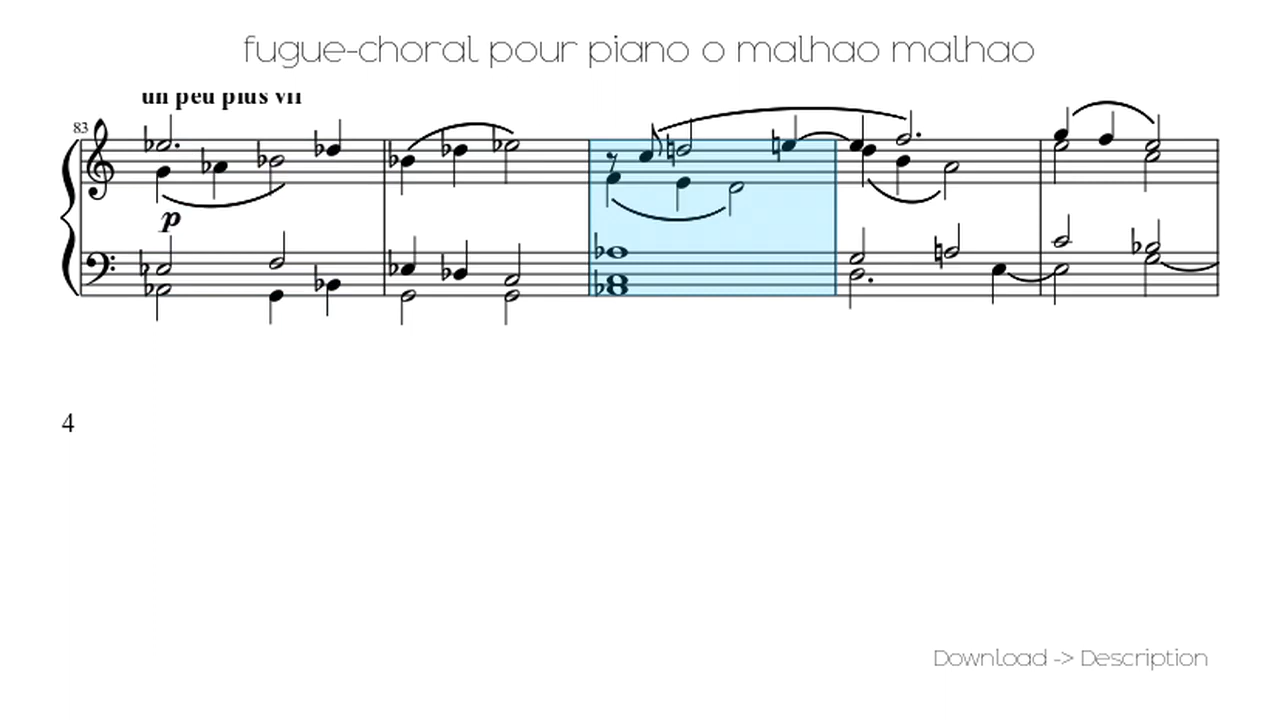 fugue-choral pour piano o malhao malhao
un peu plus vif
83
p
4
Download -> Description